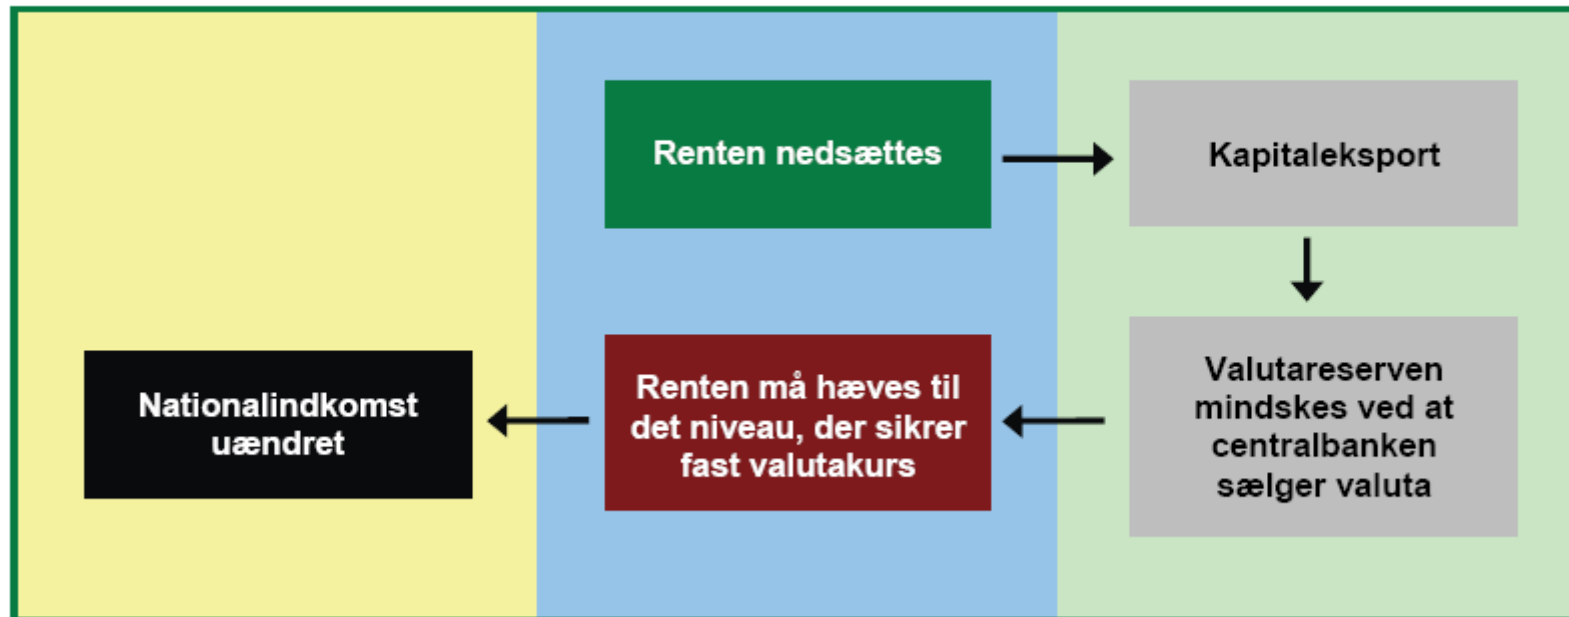 Renten nedsættes
Kapitaleksport
Valutareserven
mindskes ved at
centralbanken
sælger valuta
Renten må hæves til
det niveau, der sikrer
fast valutakurs
Nationalindkomst
uændret